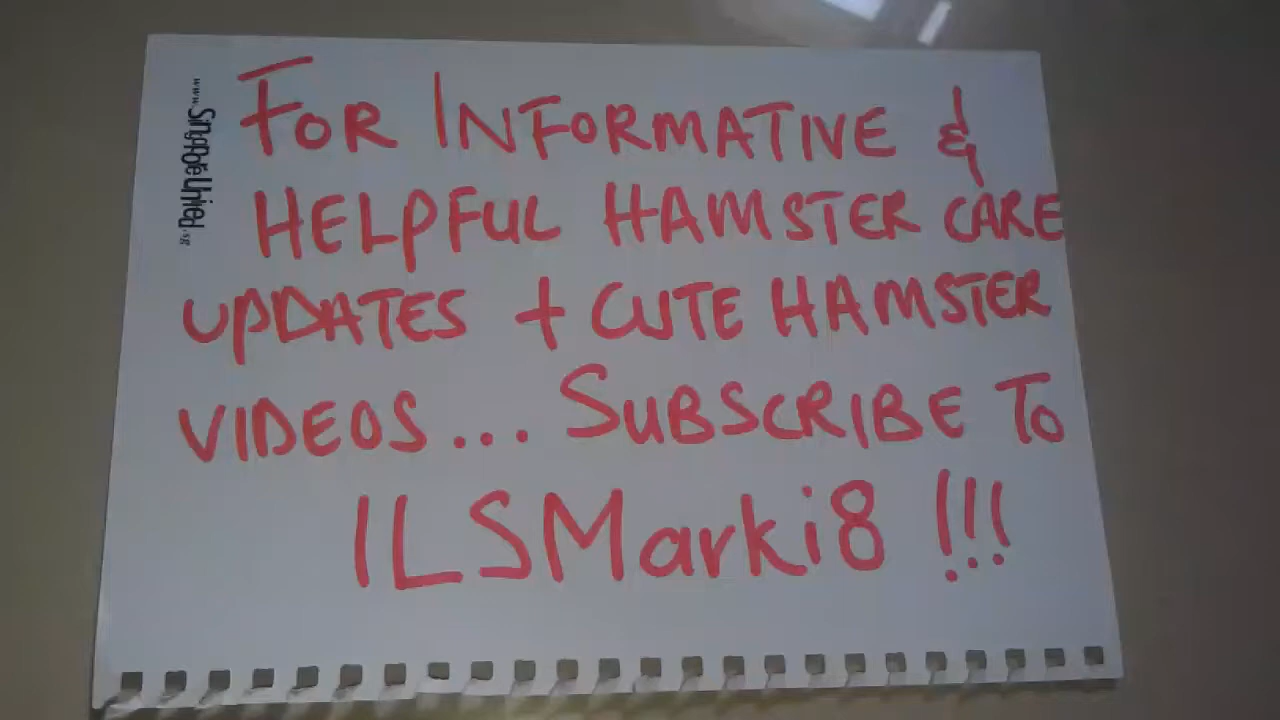 For INFORMATIVE &
HELPFUL HAMSTER CARE
UPDATES + CUTE HAMSTER
VIDEOS... SUBSCRIBE To
ILSMarki8 !!!
www.SingaporeUnited.sg